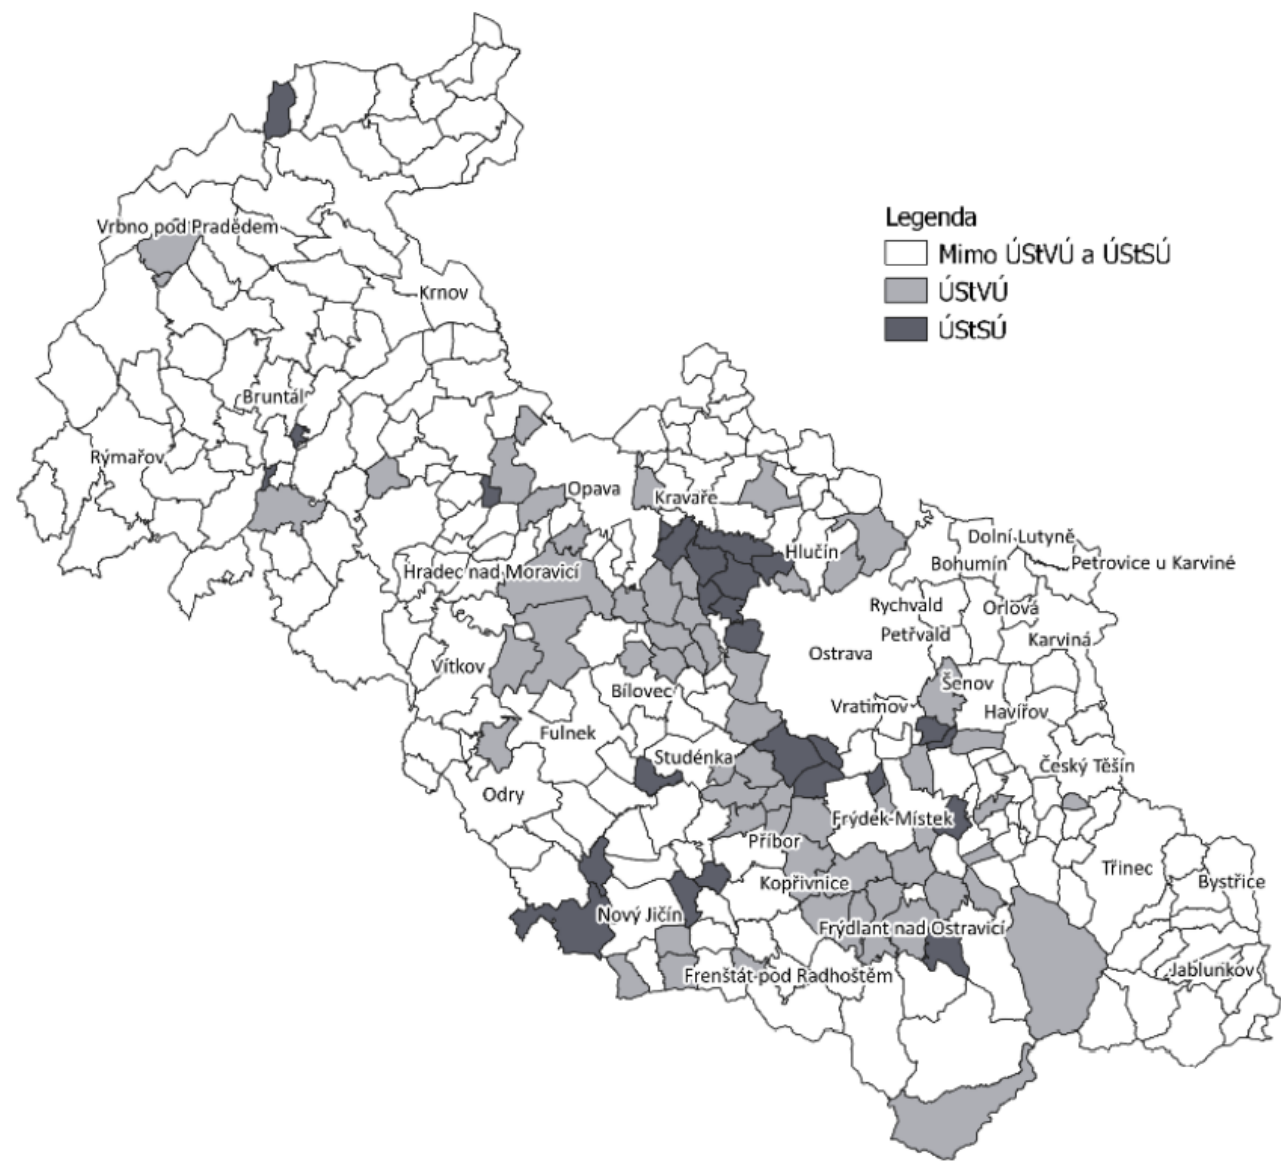 Legenda
Mimo ÚStVÚ a ÚStSÚ
ÚStVÚ
ÚStSÚ
Vrbno pod Pradědem
Krnov
Bruntál
Rýmařov
Opava
Kravaře
Hlučín
Dolní Lutyně
Bohumín
Petrovice u Karviné
Hradec nad Moravicí
Rychvald
Orlová
Petřvald
Karviná
Ostrava
Vítkov
Šenov
Bílovec
Vratimov
Havířov
Fulnek
Studénka
Český Těšín
Odry
Frýdek-Místek
Příbor
Třinec
Kopřivnice
Bystřice
Nový Jičín
Frýdlant nad Ostravicí
Frenštát pod Radhoštěm
Jablunkov